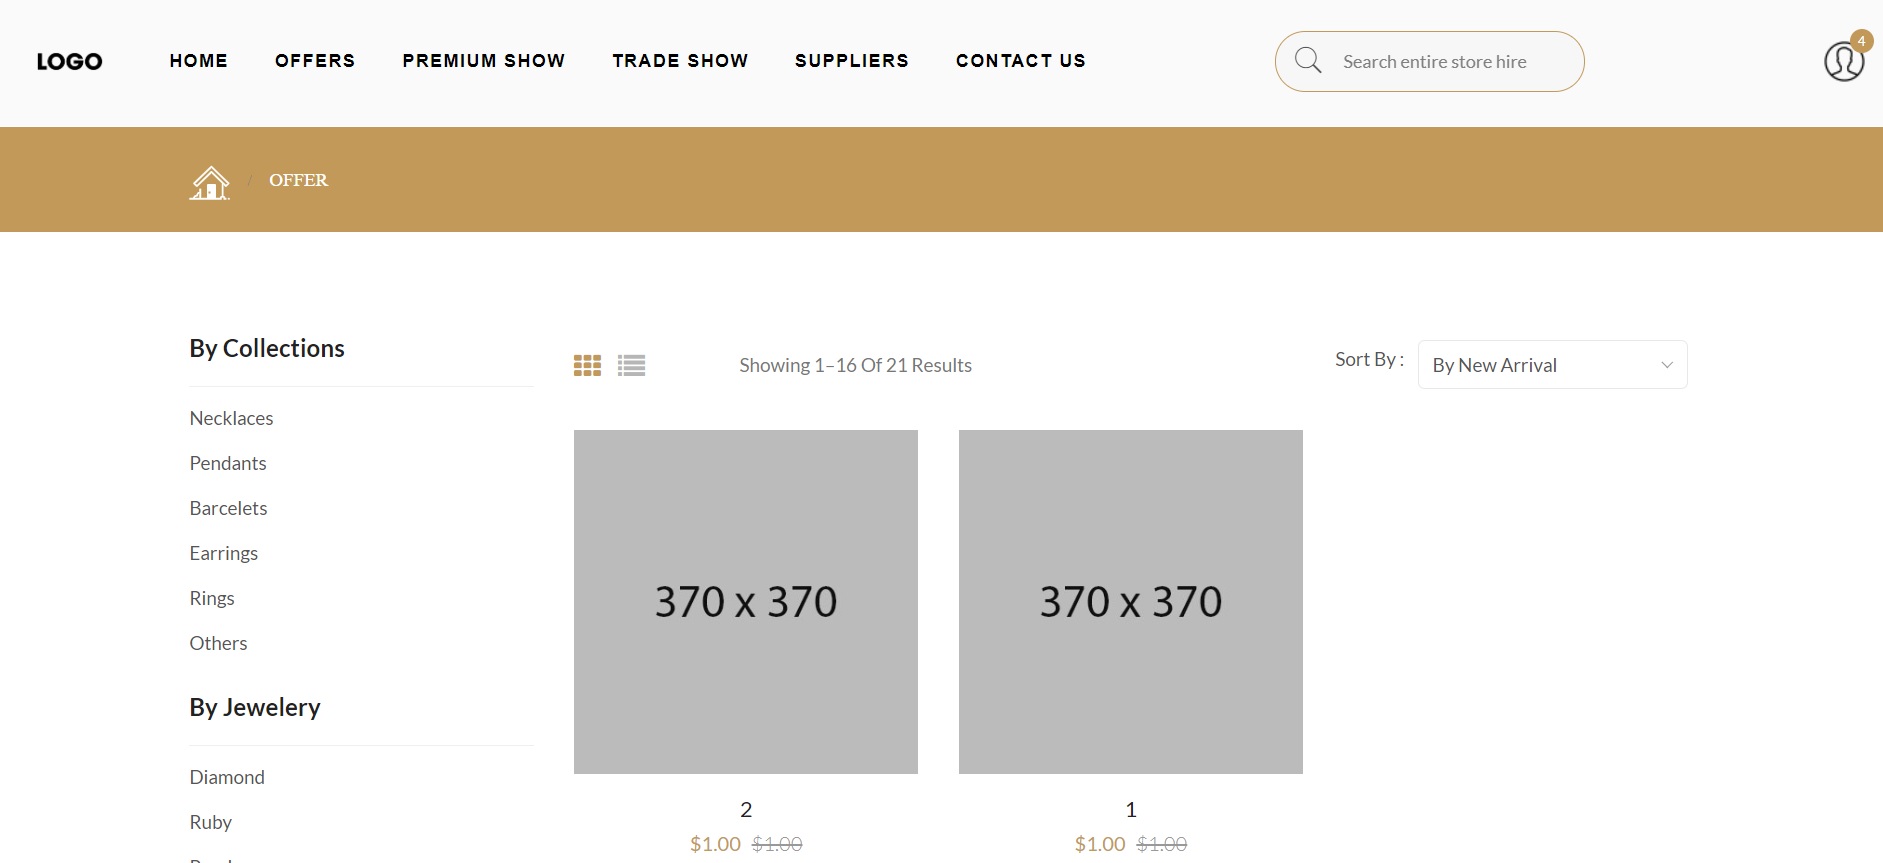 LOGO HOME OFFERS PREMIUM SHOW TRADE SHOW SUPPLIERS CONTACT US Search entire store hire 4
/ OFFER
By Collections
Necklaces
Pendants
Barcelets
Earrings
Rings
Others
By Jewelery
Diamond
Ruby
Showing 1–16 Of 21 Results
Sort By : By New Arrival
370 x 370 370 x 370
2 1
$1.00 $1.00 $1.00 $1.00